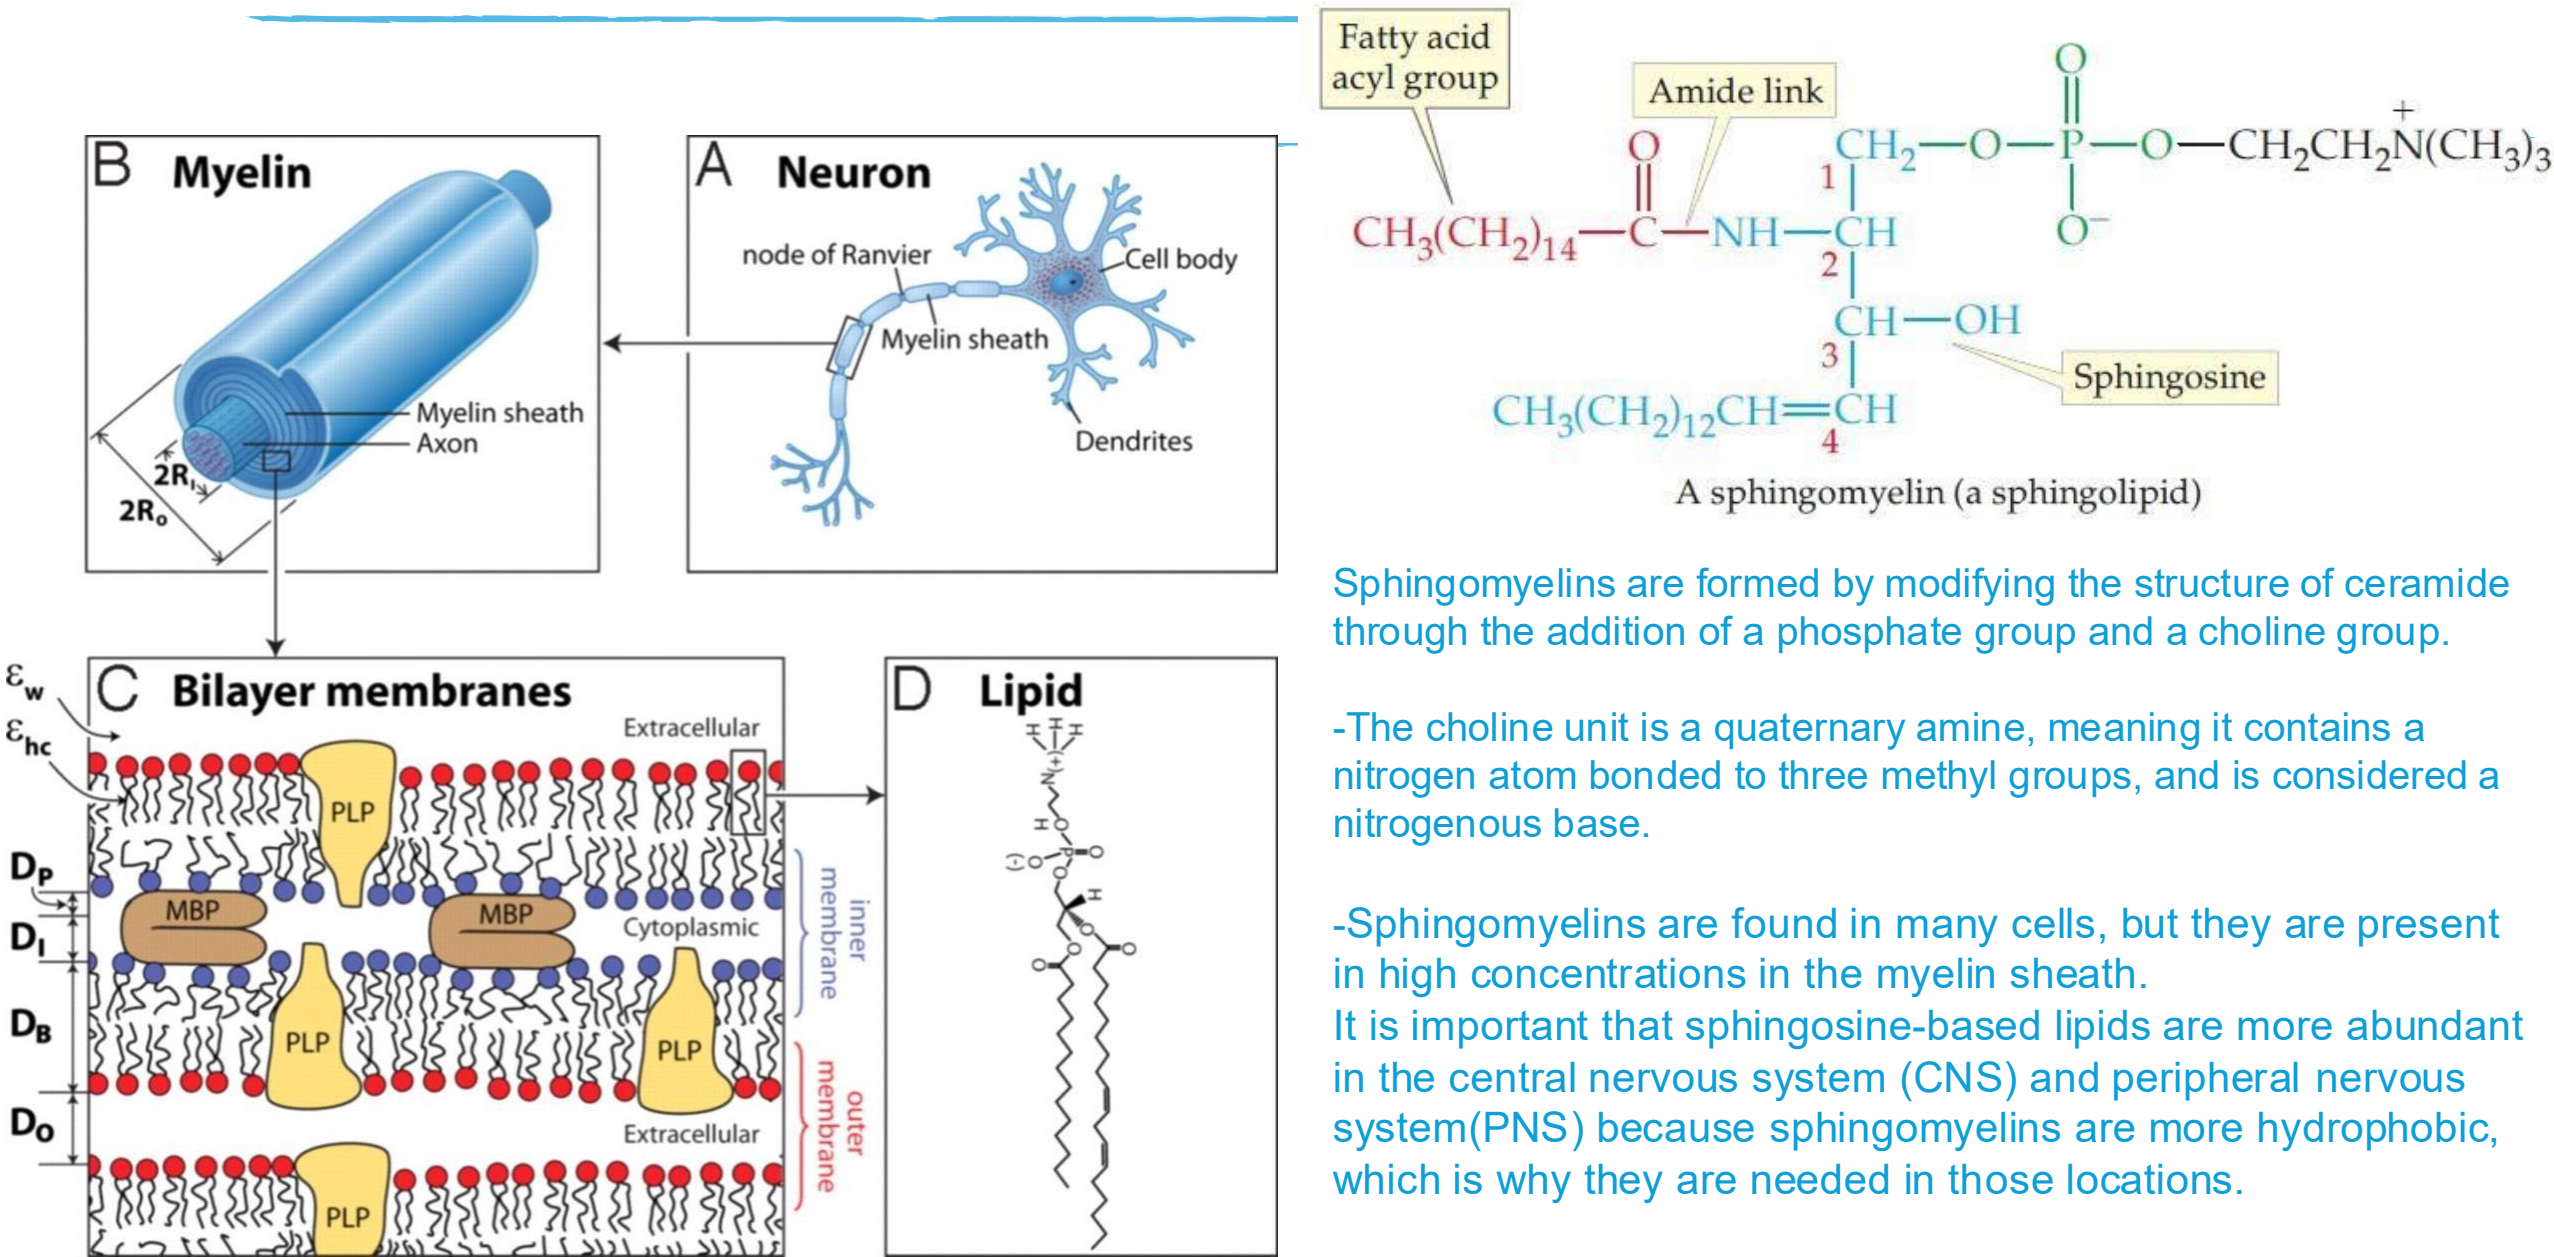 B Myelin
Myelin sheath
Axon
2Rᵢ
2Rₒ
A Neuron
node of Ranvier
Cell body
Myelin sheath
Dendrites
C Bilayer membranes
εw
εhc
Extracellular
PLP
DP
MBP
MBP
Cytoplasmic
DI
inner
membrane
DB
PLP
PLP
outer
membrane
DO
Extracellular
PLP
D Lipid
H H H
(+)
N
H O
(-) O P=O
O H
O
O O
O
Fatty acid
acyl group
Amide link
O
O
CH₂—O—P—O—CH₂CH₂N⁺(CH₃)₃
1
O⁻
CH₃(CH₂)₁₄—C—NH—CH
2
CH—OH
3
Sphingosine
CH₃(CH₂)₁₂CH=CH
4
A sphingomyelin (a sphingolipid)
Sphingomyelins are formed by modifying the structure of ceramide
through the addition of a phosphate group and a choline group.
-The choline unit is a quaternary amine, meaning it contains a
nitrogen atom bonded to three methyl groups, and is considered a
nitrogenous base.
-Sphingomyelins are found in many cells, but they are present
in high concentrations in the myelin sheath.
It is important that sphingosine-based lipids are more abundant
in the central nervous system (CNS) and peripheral nervous
system(PNS) because sphingomyelins are more hydrophobic,
which is why they are needed in those locations.